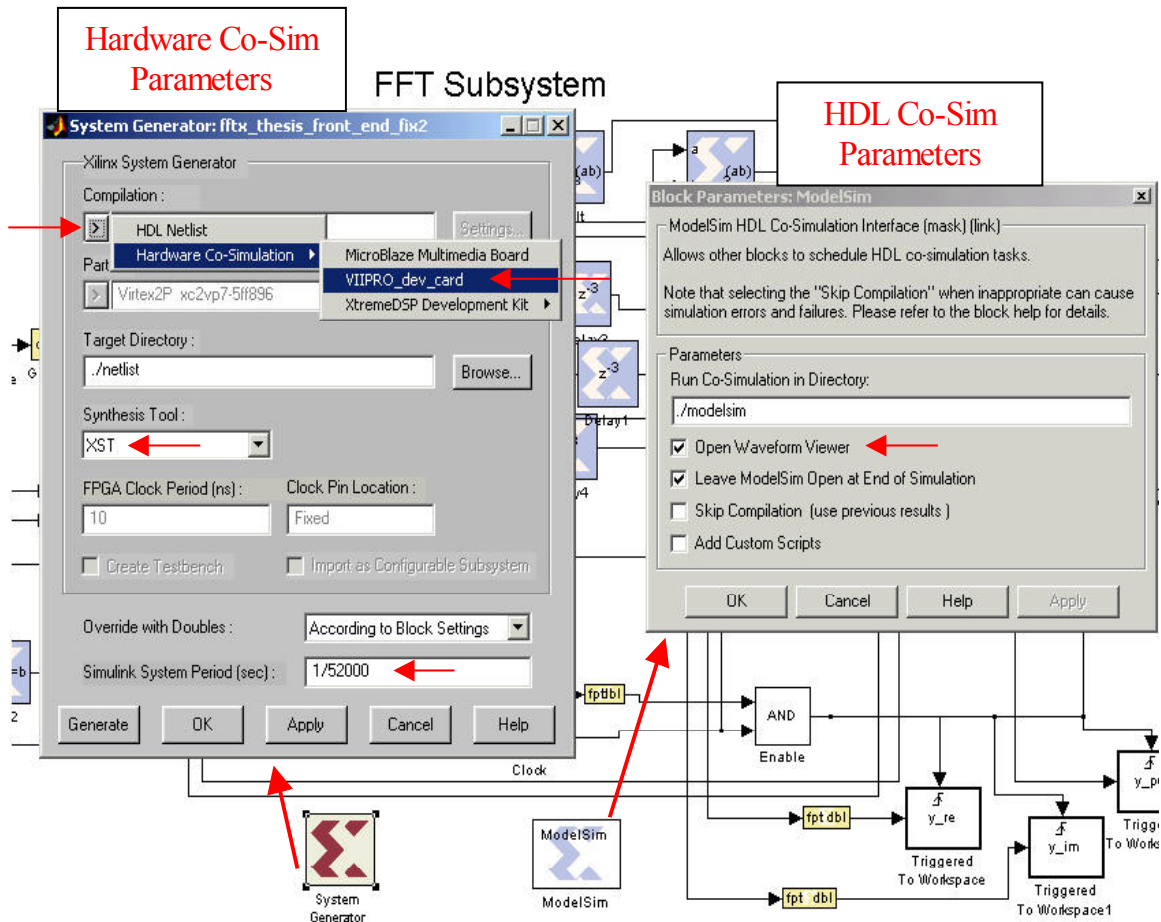 Hardware Co-Sim
Parameters
FFT Subsystem
HDL Co-Sim
Parameters
System Generator: fftx_thesis_front_end_fix2
Xilinx System Generator
Compilation :
HDL Netlist
Settings...
Hardware Co-Simulation
MicroBlaze Multimedia Board
VIIPRO_dev_card
XtremeDSP Development Kit
Part
Virtex2P xc2vp7-5ff896
Target Directory :
./netlist
Browse...
Synthesis Tool :
XST
FPGA Clock Period (ns) :
Clock Pin Location :
10
Fixed
Create Testbench
Import as Configurable Subsystem
Override with Doubles :
According to Block Settings
Simulink System Period (sec) :
1/52000
Generate
OK
Apply
Cancel
Help
(ab)
a
(ab)
z-3
z-3
Delay1
Block Parameters: ModelSim
ModelSim HDL Co-Simulation Interface (mask) (link)
Allows other blocks to schedule HDL co-simulation tasks.
Note that selecting the "Skip Compilation" when inappropriate can cause
simulation errors and failures. Please refer to the block help for details.
Parameters
Run Co-Simulation in Directory:
./modelsim
Open Waveform Viewer
Leave ModelSim Open at End of Simulation
Skip Compilation (use previous results )
Add Custom Scripts
OK
Cancel
Help
Apply
fpt dbl
AND
Enable
Clock
fpt dbl
y_re
Triggered
To Workspace
fpt dbl
y_im
Triggered
To Workspace1
System
Generator
ModelSim
ModelSim